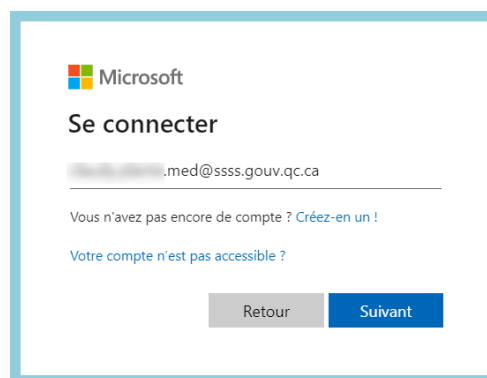 Microsoft
Se connecter
.med@ssss.gouv.qc.ca
Vous n'avez pas encore de compte ? Créez-en un !
Votre compte n'est pas accessible ?
Retour Suivant